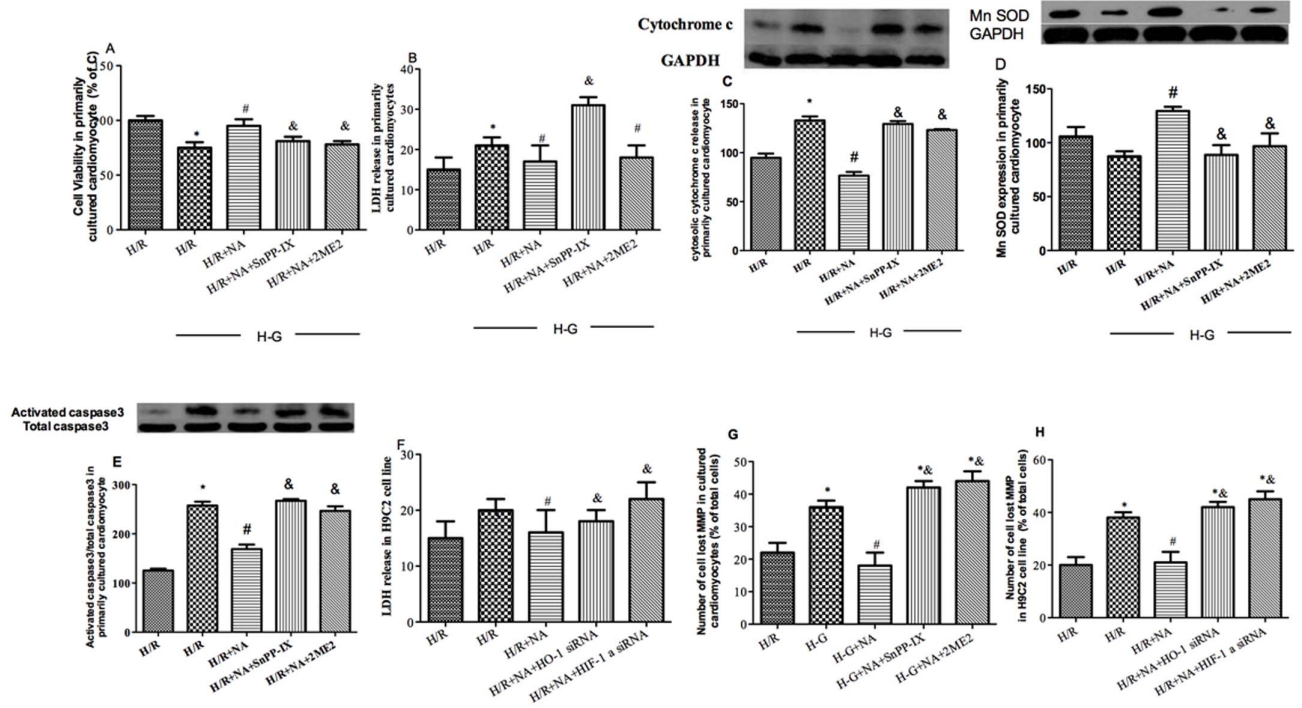 Cytochrome c
GAPDH
Mn SOD
GAPDH
A
Cell Viability in primarily
cultured cardiomyocyte (% of C)
150
100
50
0
H/R
H/R
H/R+NA
H/R+NA+SnPP-IX
H/R+NA+2ME2
*
#
&
&
H-G
B
LDH release in primarily
cultured cardiomyocytes
40
30
20
10
0
H/R
H/R
H/R+NA
H/R+NA+SnPP-IX
H/R+NA+2ME2
*
#
&
#
H-G
C
cytosolic cytochrome c release in
primarily cultured cardiomyocyte
150
100
50
0
H/R
H/R
H/R+NA
H/R+NA+SnPP-IX
H/R+NA+2ME2
*
#
&
&
H-G
D
Mn SOD expression in primarily
cultured cardiomyocyte
150
100
50
0
H/R
H/R
H/R+NA
H/R+NA+SnPP-IX
H/R+NA+2ME2
#
&
&
H-G
Activated caspase3
Total caspase3
E
Activated caspase3/total caspase3 in
primarily cultured cardiomyocyte
300
200
100
0
H/R
H/R
H/R+NA
H/R+NA+SnPP-IX
H/R+NA+2ME2
*
#
&
&
F
LDH release in H9C2 cell line
30
20
10
0
H/R
H/R
H/R+NA
H/R+NA+HO-1 siRNA
H/R+NA+HIF-1 a siRNA
#
&
&
G
Number of cell lost MMP in cultured
cardiomyocytes (% of total cells)
50
40
30
20
10
0
H/R
H-G
H-G+NA
H-G+NA+SnPP-IX
H-G+NA+2ME2
*
#
*&
*&
H
Number of cell lost MMP
in H9C2 cell line (% of total cells)
60
40
20
0
H/R
H/R
H/R+NA
H/R+NA+HO-1 siRNA
H/R+NA+HIF-1 a siRNA
*
#
*&
*&